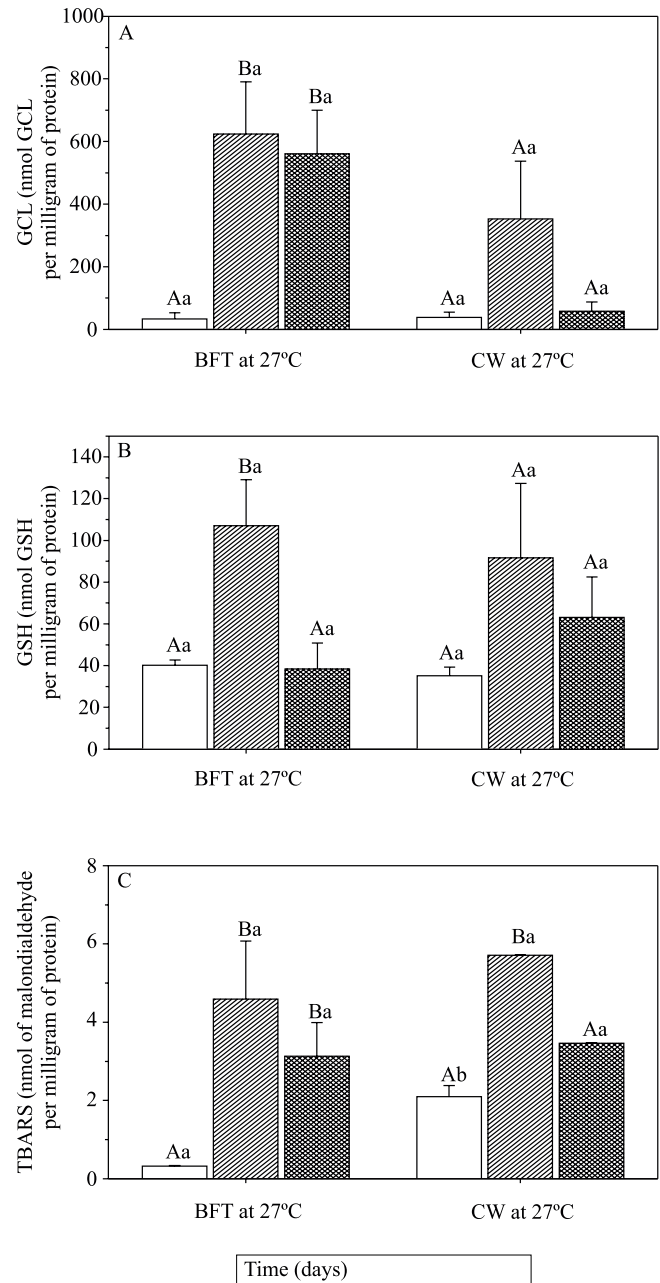 A
GCL (nmol GCL
per milligram of protein)
1000
800
600
400
200
0
Aa
Ba
Ba
Aa
Aa
Aa
BFT at 27ºC
CW at 27ºC
B
GSH (nmol GSH
per milligram of protein)
140
120
100
80
60
40
20
0
Aa
Ba
Aa
Aa
Aa
Aa
BFT at 27ºC
CW at 27ºC
C
TBARS (nmol of malondialdehyde
per milligram of protein)
8
6
4
2
0
Aa
Ba
Ba
Ab
Ba
Aa
BFT at 27ºC
CW at 27ºC
Time (days)